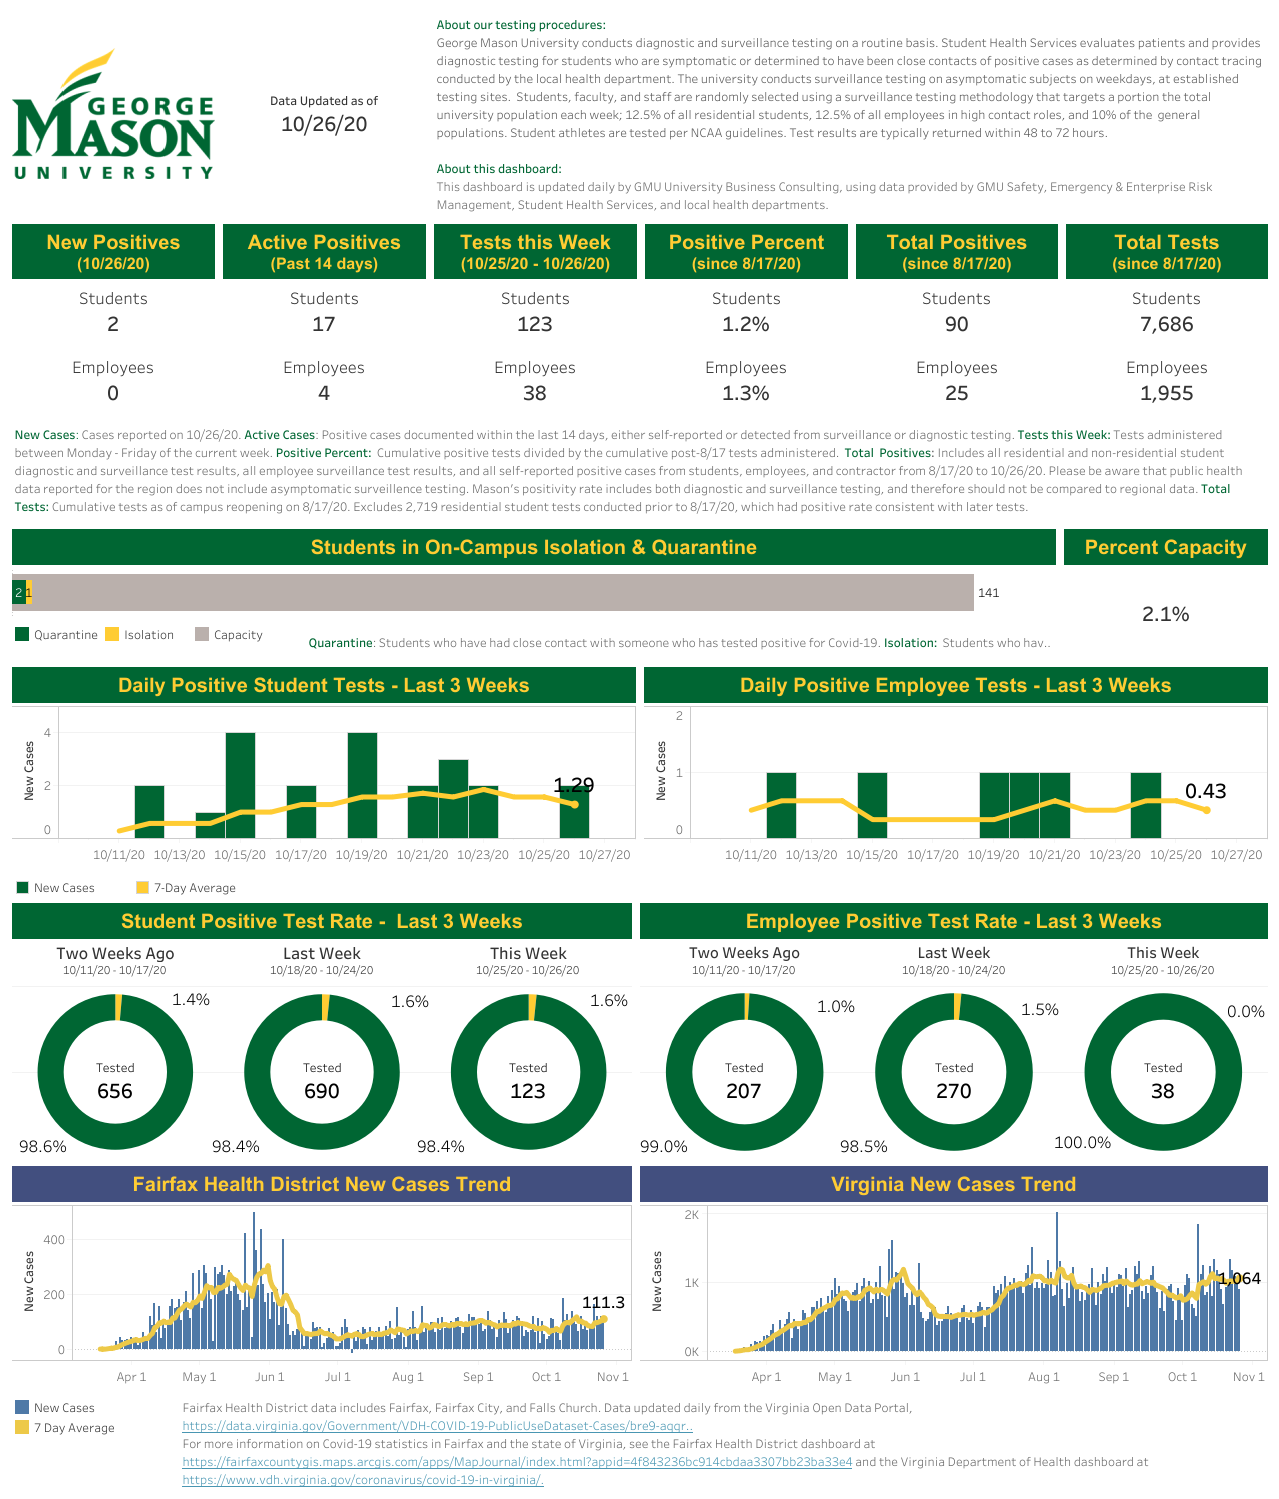 About our testing procedures:
George Mason University conducts diagnostic and surveillance testing on a routine basis. Student Health Services evaluates patients and provides
diagnostic testing for students who are symptomatic or determined to have been close contacts of positive cases as determined by contact tracing
conducted by the local health department. The university conducts surveillance testing on asymptomatic subjects on weekdays, at established
testing sites. Students, faculty, and staff are randomly selected using a surveillance testing methodology that targets a portion the total
university population each week; 12.5% of all residential students, 12.5% of all employees in high contact roles, and 10% of the general
populations. Student athletes are tested per NCAA guidelines. Test results are typically returned within 48 to 72 hours.
About this dashboard:
This dashboard is updated daily by GMU University Business Consulting, using data provided by GMU Safety, Emergency & Enterprise Risk
Management, Student Health Services, and local health departments.
GEORGE
MASON
UNIVERSITY
Data Updated as of
10/26/20
New Positives Active Positives Tests this Week Positive Percent Total Positives Total Tests
(10/26/20) (Past 14 days) (10/25/20 - 10/26/20) (since 8/17/20) (since 8/17/20) (since 8/17/20)
Students Students Students Students Students Students
2 17 123 1.2% 90 7,686
Employees Employees Employees Employees Employees Employees
0 4 38 1.3% 25 1,955
New Cases: Cases reported on 10/26/20. Active Cases: Positive cases documented within the last 14 days, either self-reported or detected from surveillance or diagnostic testing. Tests this Week: Tests administered
between Monday - Friday of the current week. Positive Percent: Cumulative positive tests divided by the cumulative post-8/17 tests administered. Total Positives: Includes all residential and non-residential student
diagnostic and surveillance test results, all employee surveillance test results, and all self-reported positive cases from students, employees, and contractor from 8/17/20 to 10/26/20. Please be aware that public health
data reported for the region does not include asymptomatic surveillence testing. Mason's positivity rate includes both diagnostic and surveillance testing, and therefore should not be compared to regional data. Total
Tests: Cumulative tests as of campus reopening on 8/17/20. Excludes 2,719 residential student tests conducted prior to 8/17/20, which had positive rate consistent with later tests.
Students in On-Campus Isolation & Quarantine Percent Capacity
2 1 141
2.1%
Quarantine Isolation Capacity
Quarantine: Students who have had close contact with someone who has tested positive for Covid-19. Isolation: Students who hav..
Daily Positive Student Tests - Last 3 Weeks
New Cases
4
2
0
1.29
10/11/20 10/13/20 10/15/20 10/17/20 10/19/20 10/21/20 10/23/20 10/25/20 10/27/20
Daily Positive Employee Tests - Last 3 Weeks
New Cases
2
1
0
0.43
10/11/20 10/13/20 10/15/20 10/17/20 10/19/20 10/21/20 10/23/20 10/25/20 10/27/20
New Cases 7-Day Average
Student Positive Test Rate - Last 3 Weeks
Two Weeks Ago Last Week This Week
10/11/20 - 10/17/20 10/18/20 - 10/24/20 10/25/20 - 10/26/20
1.4% 1.6% 1.6%
Tested Tested Tested
656 690 123
98.6% 98.4% 98.4%
Employee Positive Test Rate - Last 3 Weeks
Two Weeks Ago Last Week This Week
10/11/20 - 10/17/20 10/18/20 - 10/24/20 10/25/20 - 10/26/20
1.0% 1.5% 0.0%
Tested Tested Tested
207 270 38
99.0% 98.5% 100.0%
Fairfax Health District New Cases Trend
New Cases
400
200
0
111.3
Apr 1 May 1 Jun 1 Jul 1 Aug 1 Sep 1 Oct 1 Nov 1
Virginia New Cases Trend
New Cases
2K
1K
0K
1,064
Apr 1 May 1 Jun 1 Jul 1 Aug 1 Sep 1 Oct 1 Nov 1
New Cases
7 Day Average
Fairfax Health District data includes Fairfax, Fairfax City, and Falls Church. Data updated daily from the Virginia Open Data Portal,
https://data.virginia.gov/Government/VDH-COVID-19-PublicUseDataset-Cases/bre9-aqqr..
For more information on Covid-19 statistics in Fairfax and the state of Virginia, see the Fairfax Health District dashboard at
https://fairfaxcountygis.maps.arcgis.com/apps/MapJournal/index.html?appid=4f843236bc914cbdaa3307bb23ba33e4 and the Virginia Department of Health dashboard at
https://www.vdh.virginia.gov/coronavirus/covid-19-in-virginia/.